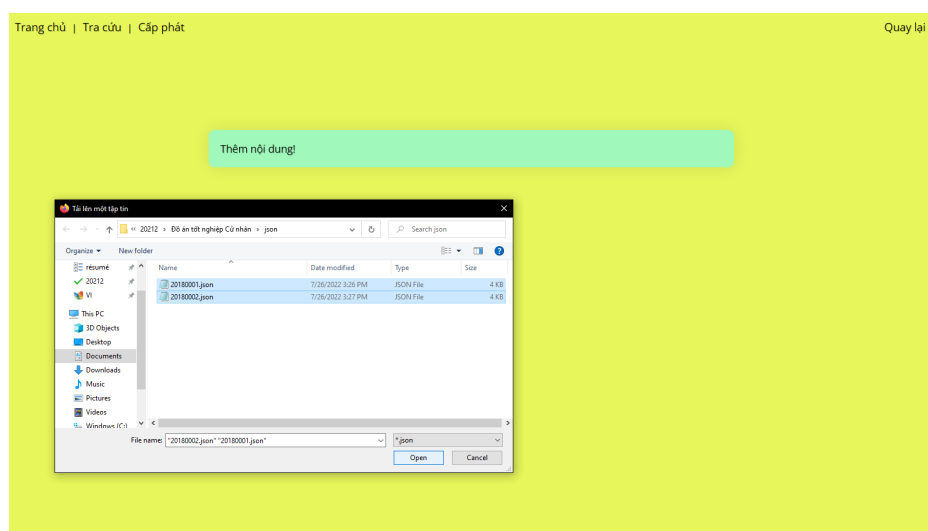 Trang chủ | Tra cứu | Cấp phát
Quay lại
Thêm nội dung!
Tải lên một tập tin
« 20212 › Đồ án tốt nghiệp Cử nhân › json
Search json
Organize
New folder
résumé
20212
VI
This PC
3D Objects
Desktop
Documents
Downloads
Music
Pictures
Videos
Windows (C:)
Name Date modified Type Size
20180001.json 7/26/2022 3:26 PM JSON File 4 KB
20180002.json 7/26/2022 3:27 PM JSON File 4 KB
File name: "20180002.json" "20180001.json"
*.json
Open
Cancel